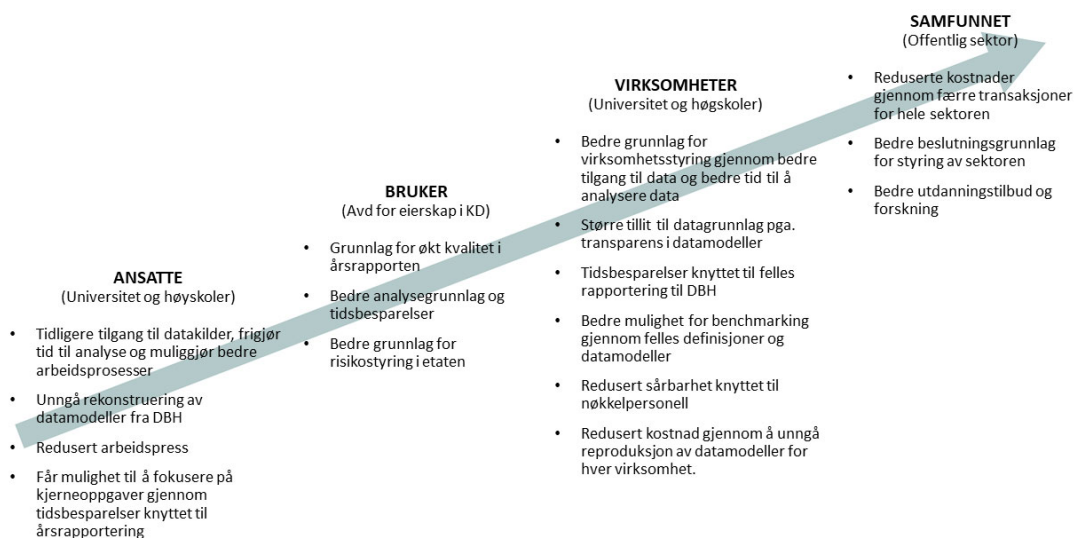 ANSATTE
(Universitet og høyskoler)
• Tidligere tilgang til datakilder, frigjør
tid til analyse og muliggjør bedre
arbeidsprosesser
• Unngå rekonstruering av
datamodeller fra DBH
• Redusert arbeidspress
• Får mulighet til å fokusere på
kjerneoppgaver gjennom
tidsbesparelser knyttet til
årsrapportering
BRUKER
(Avd for eierskap i KD)
• Grunnlag for økt kvalitet i
årsrapporten
• Bedre analysegrunnlag og
tidsbesparelser
• Bedre grunnlag for
risikostyring i etaten
VIRKSOMHETER
(Universitet og høgskoler)
• Bedre grunnlag for
virksomhetsstyring gjennom bedre
tilgang til data og bedre tid til å
analysere data
• Større tillit til datagrunnlag pga.
transparens i datamodeller
• Tidsbesparelser knyttet til felles
rapportering til DBH
• Bedre mulighet for benchmarking
gjennom felles definisjoner og
datamodeller
• Redusert sårbarhet knyttet til
nøkkelpersonell
• Redusert kostnad gjennom å unngå
reproduksjon av datamodeller for
hver virksomhet.
SAMFUNNET
(Offentlig sektor)
• Reduserte kostnader
gjennom færre transaksjoner
for hele sektoren
• Bedre beslutningsgrunnlag
for styring av sektoren
• Bedre utdanningstilbud og
forskning